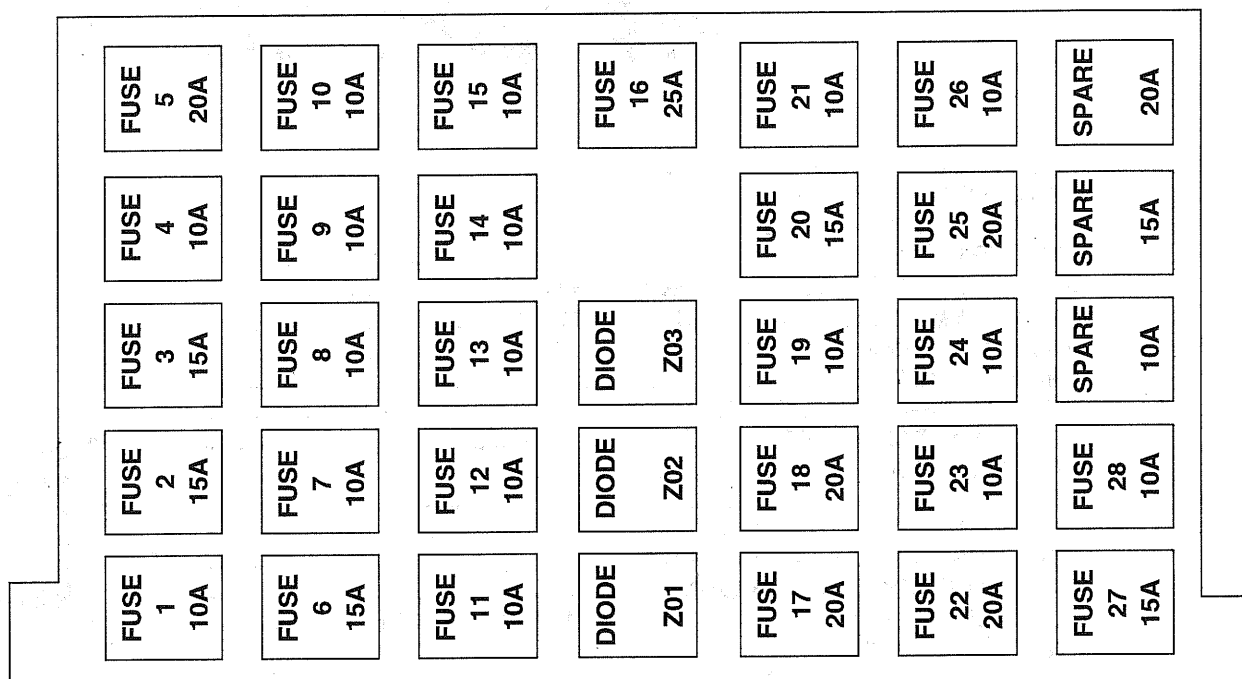 FUSE
1
10A
FUSE
2
15A
FUSE
3
15A
FUSE
4
10A
FUSE
5
20A
FUSE
6
15A
FUSE
7
10A
FUSE
8
10A
FUSE
9
10A
FUSE
10
10A
FUSE
11
10A
FUSE
12
10A
FUSE
13
10A
FUSE
14
10A
FUSE
15
10A
DIODE
Z01
DIODE
Z02
DIODE
Z03
FUSE
16
25A
FUSE
17
20A
FUSE
18
20A
FUSE
19
10A
FUSE
20
15A
FUSE
21
10A
FUSE
22
20A
FUSE
23
10A
FUSE
24
10A
FUSE
25
20A
FUSE
26
10A
FUSE
27
15A
FUSE
28
10A
SPARE
10A
SPARE
15A
SPARE
20A